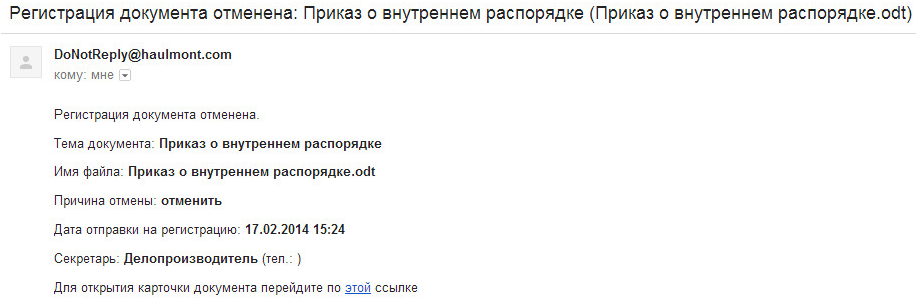 Регистрация документа отменена: Приказ о внутреннем распорядке (Приказ о внутреннем распорядке.odt)
DoNotReply@haulmont.com
кому: мне
Регистрация документа отменена.
Тема документа: Приказ о внутреннем распорядке
Имя файла: Приказ о внутреннем распорядке.odt
Причина отмены: отменить
Дата отправки на регистрацию: 17.02.2014 15:24
Секретарь: Делопроизводитель (тел.: )
Для открытия карточки документа перейдите по этой ссылке